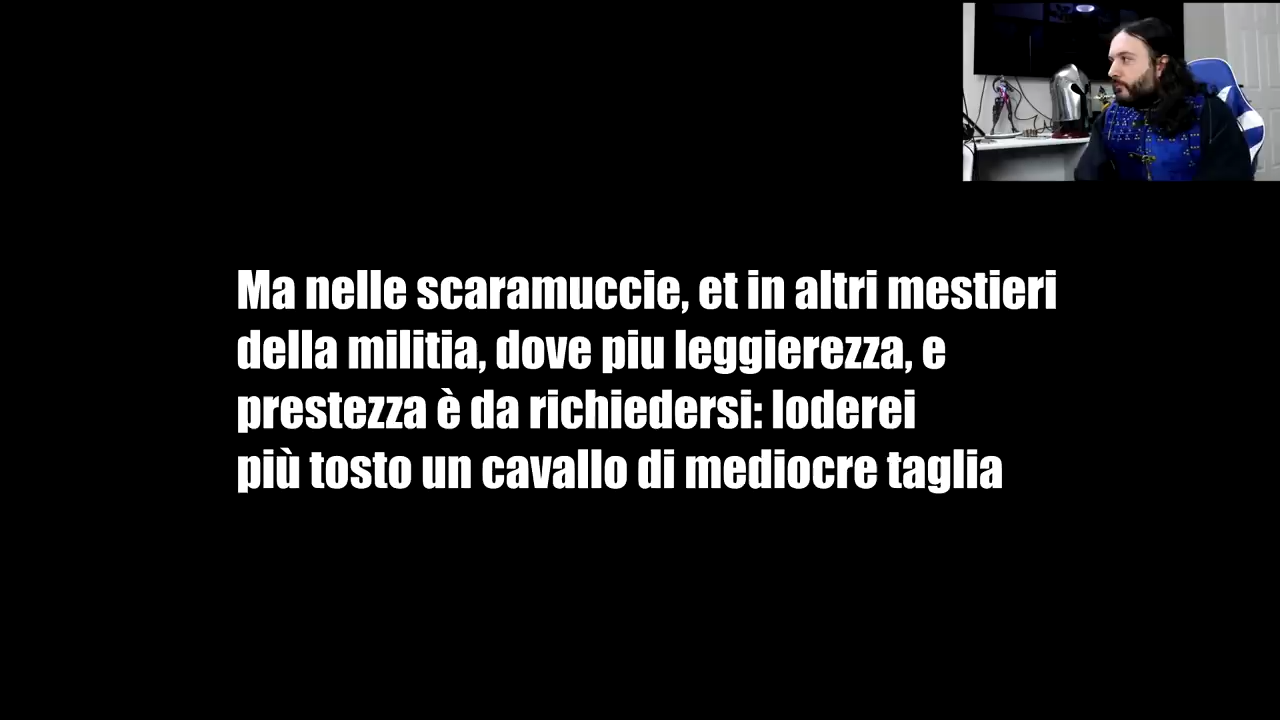 Ma nelle scaramuccie, et in altri mestieri
della militia, dove piu leggierezza, e
prestezza è da richiedersi: loderei
più tosto un cavallo di mediocre taglia